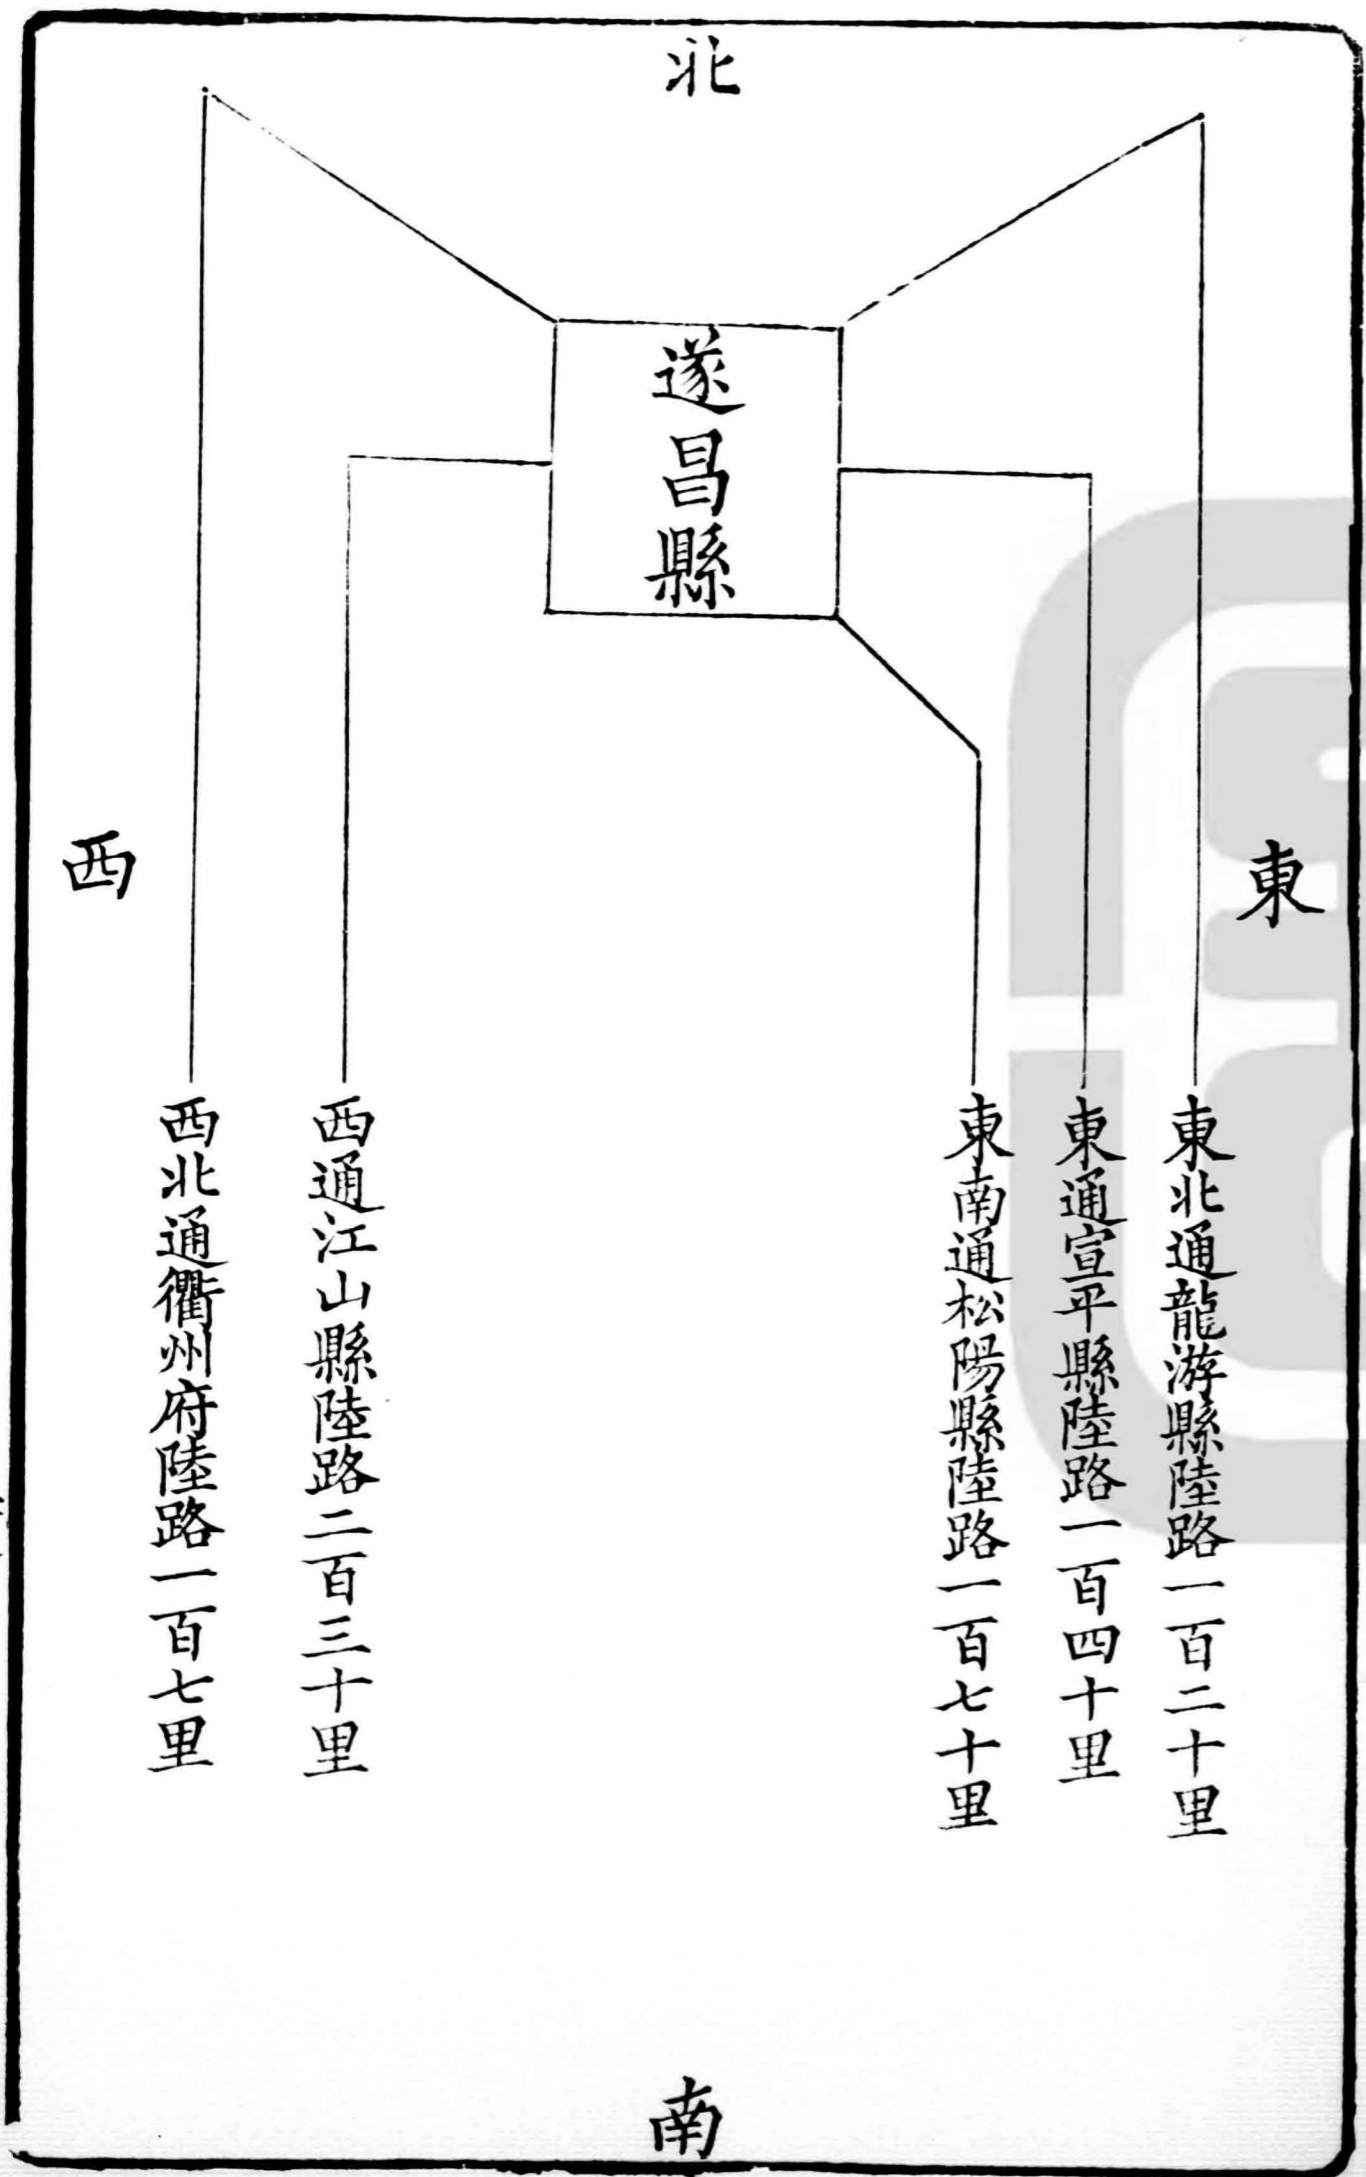 北
遂昌縣
東
西
東北通龍游縣陸路一百二十里
東通宣平縣陸路一百四十里
東南通松陽縣陸路一百七十里
西通江山縣陸路二百三十里
西北通衢州府陸路一百七里
南